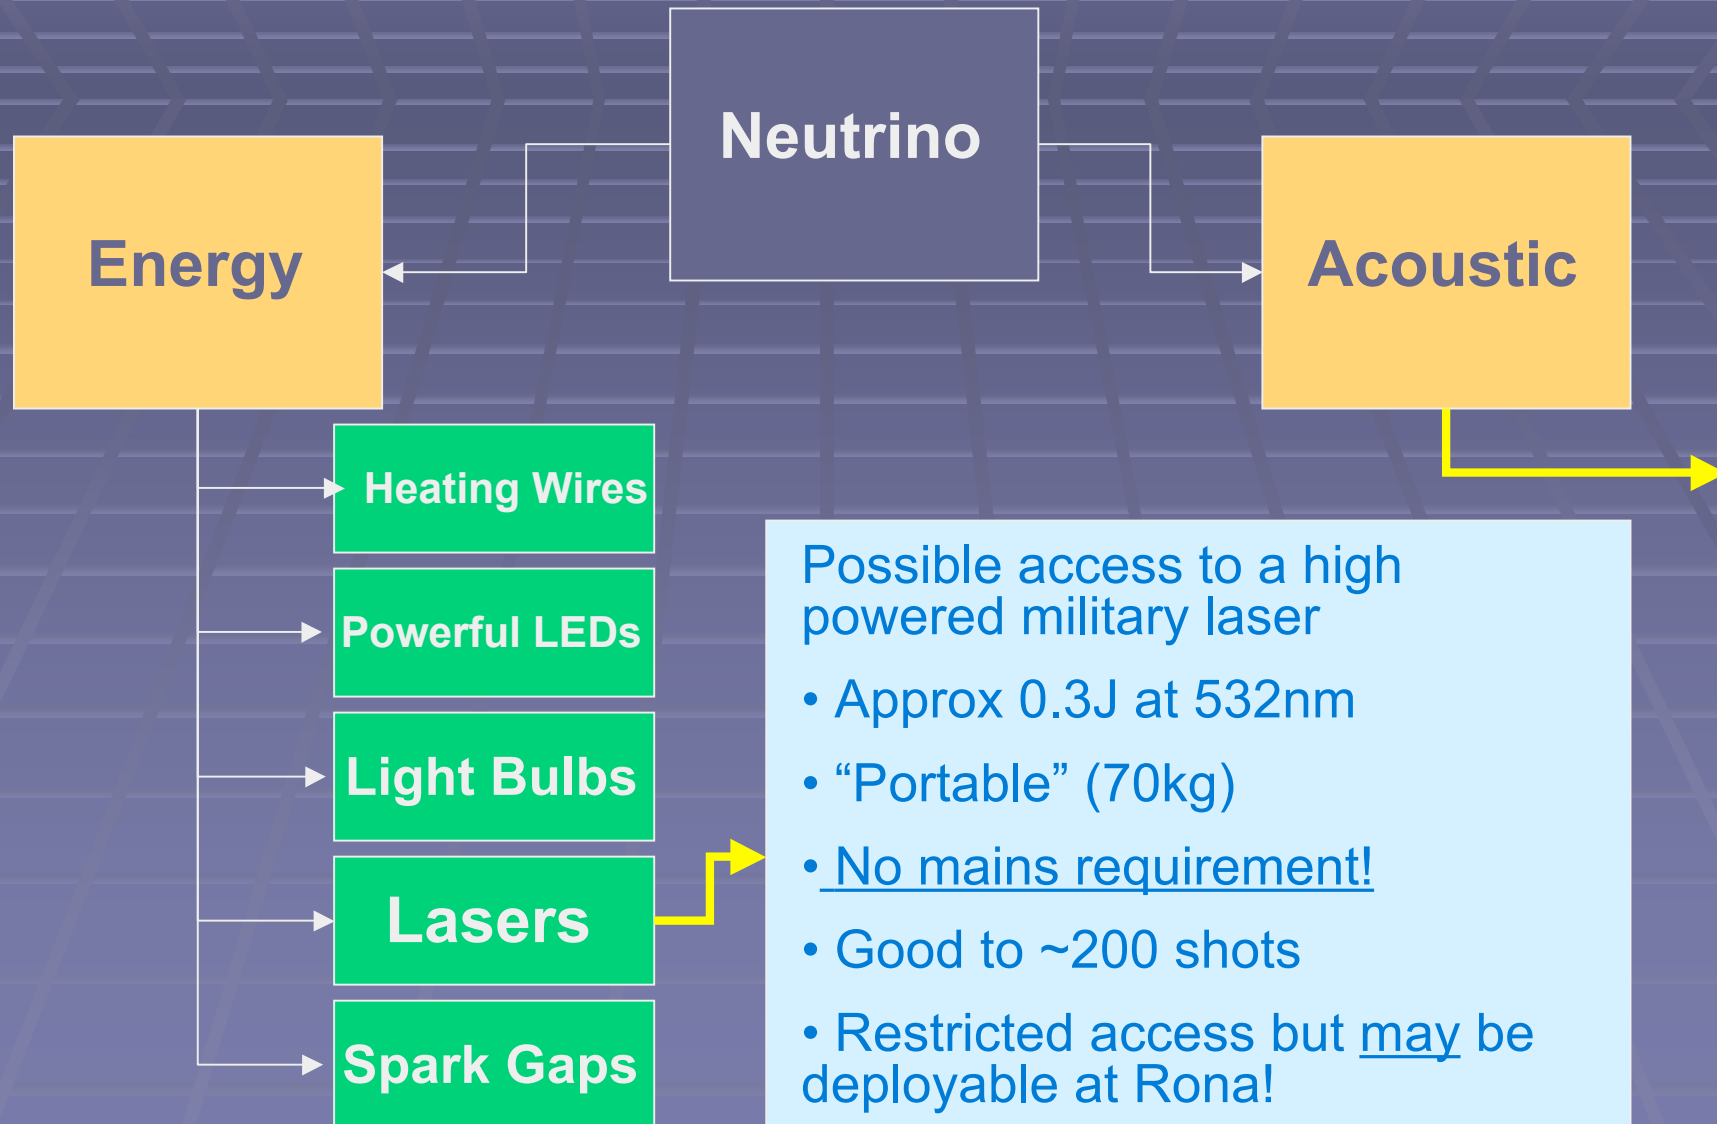 Neutrino
Energy
Acoustic
Heating Wires
Powerful LEDs
Light Bulbs
Lasers
Spark Gaps
Possible access to a high
powered military laser
• Approx 0.3J at 532nm
• “Portable” (70kg)
• No mains requirement!
• Good to ~200 shots
• Restricted access but may be
deployable at Rona!